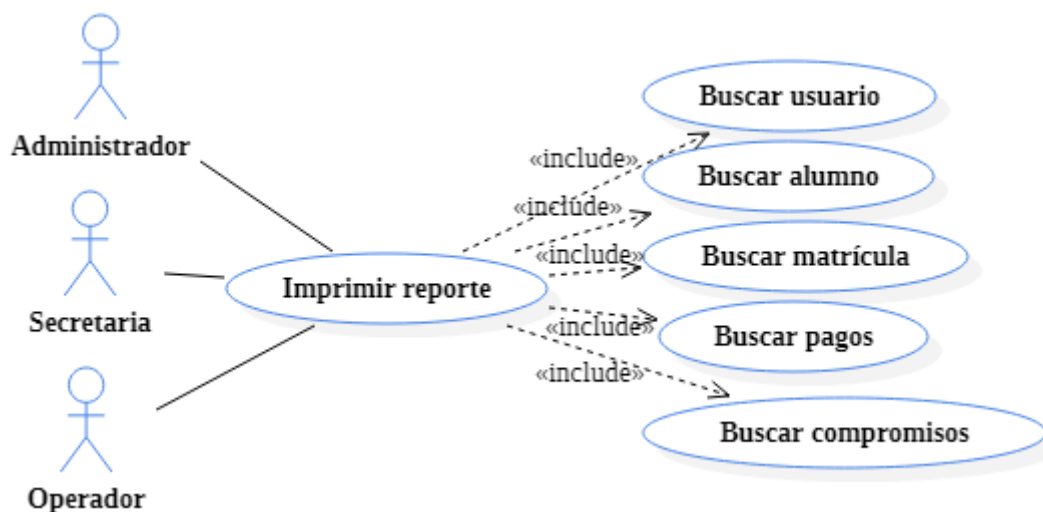 Administrador
Secretaria
Operador
Imprimir reporte
«include»
«include»
«include»
«include»
«include»
Buscar usuario
Buscar alumno
Buscar matrícula
Buscar pagos
Buscar compromisos